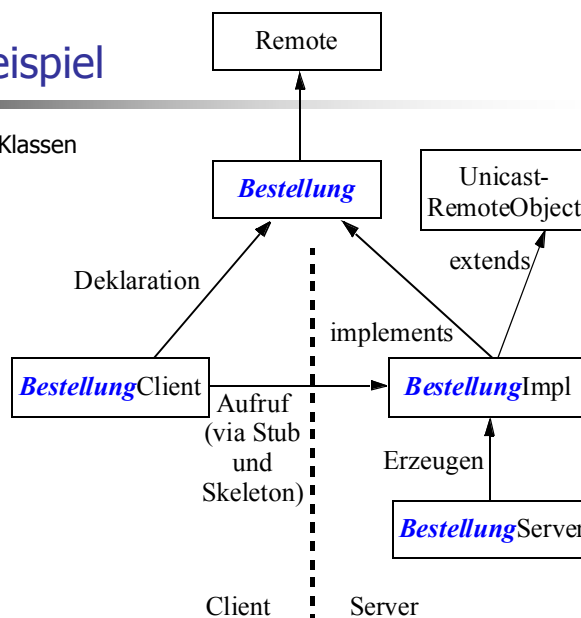 Remote
eispiel
Klassen
Bestellung
Unicast-
RemoteObject
extends
Deklaration
implements
BestellungClient
BestellungImpl
Aufruf
(via Stub
und
Skeleton)
Erzeugen
BestellungServer
Client
Server